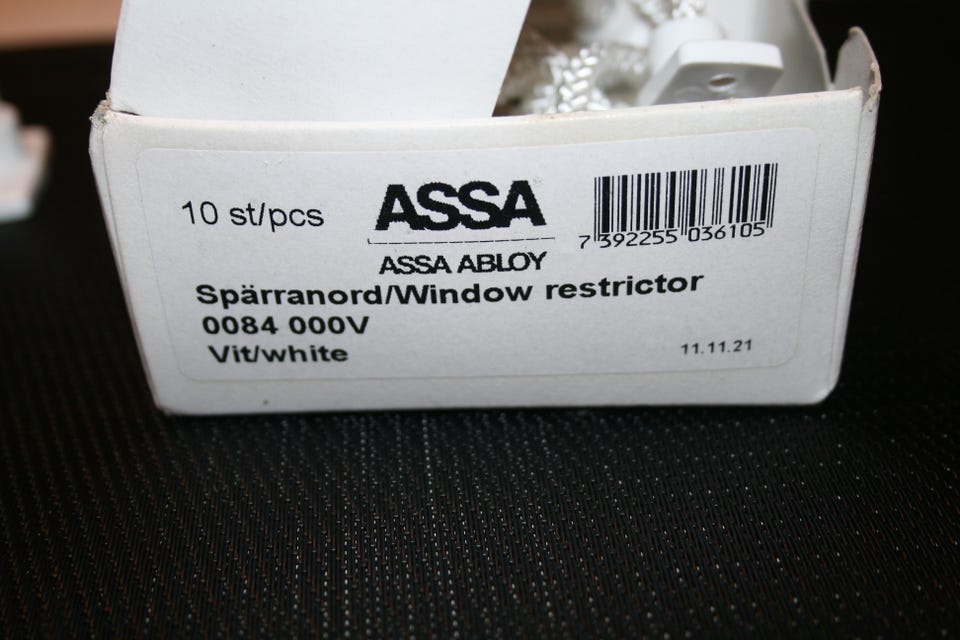 10 st/pcs
ASSA
ASSA ABLOY
7 392255 036105
Spärranord/Window restrictor
0084 000V
Vit/white
11.11.21